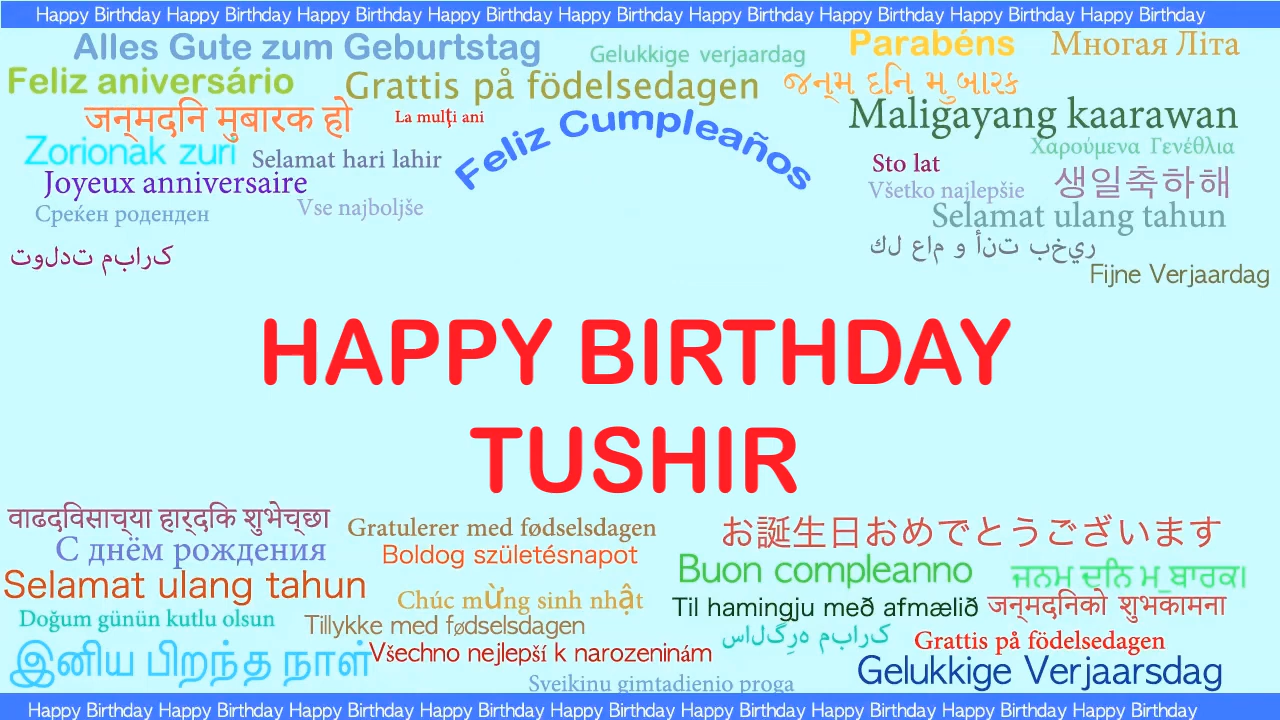 Happy Birthday Happy Birthday Happy Birthday Happy Birthday Happy Birthday Happy Birthday Happy Birthday Happy Birthday Happy Birthday
Alles Gute zum Geburtstag
Gelukkige verjaardag
Parabéns
Многая Літа
Feliz aniversário
Grattis på födelsedagen
જન્મ દિન મુબારક
जन्मदिन मुबारक हो
La mulţi ani
Feliz Cumpleaños
Maligayang kaarawan
Zorionak zuri
Selamat hari lahir
Χαρούμενα Γενέθλια
Sto lat
Joyeux anniversaire
Všetko najlepšie
생일축하해
Среќен роденден
Vse najboljše
Selamat ulang tahun
تولدت مبارک
كل عام و أنت بخير
Fijne Verjaardag
HAPPY BIRTHDAY
TUSHIR
वाढदिवसाच्या हार्दिक शुभेच्छा
Gratulerer med fødselsdagen
お誕生日おめでとうございます
С днём рождения
Boldog születésnapot
Buon compleanno
ਜਨਮ ਦਿਨ ਮੁਬਾਰਕ।
Selamat ulang tahun
Chúc mừng sinh nhật
Til hamingju með afmælið
जन्मदिनको शुभकामना
Doğum günün kutlu olsun
Tillykke med fødselsdagen
سالگرہ مبارک
Grattis på födelsedagen
இனிய பிறந்த நாள்
Všechno nejlepší k narozeninám
Gelukkige Verjaarsdag
Sveikinu gimtadienio proga
Happy Birthday Happy Birthday Happy Birthday Happy Birthday Happy Birthday Happy Birthday Happy Birthday Happy Birthday Happy Birthday